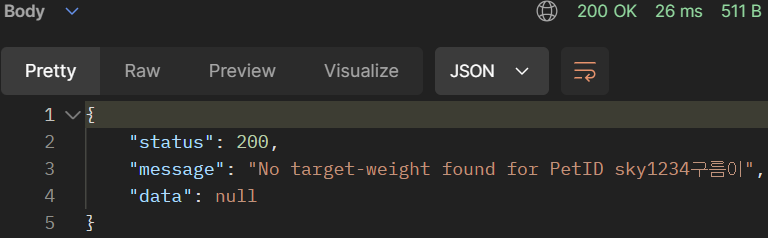 Body 200 OK 26 ms 511 B
Pretty Raw Preview Visualize JSON
1 {
2 "status": 200,
3 "message": "No target-weight found for PetID sky1234구름이",
4 "data": null
5 }